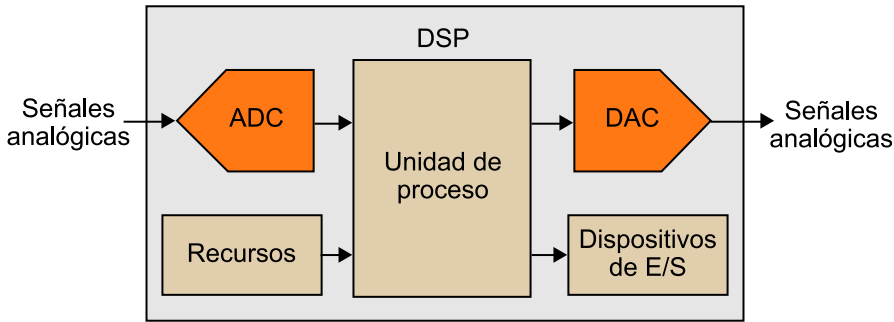 DSP
Señales
analógicas
ADC
Unidad de
proceso
DAC
Señales
analógicas
Recursos
Dispositivos
de E/S